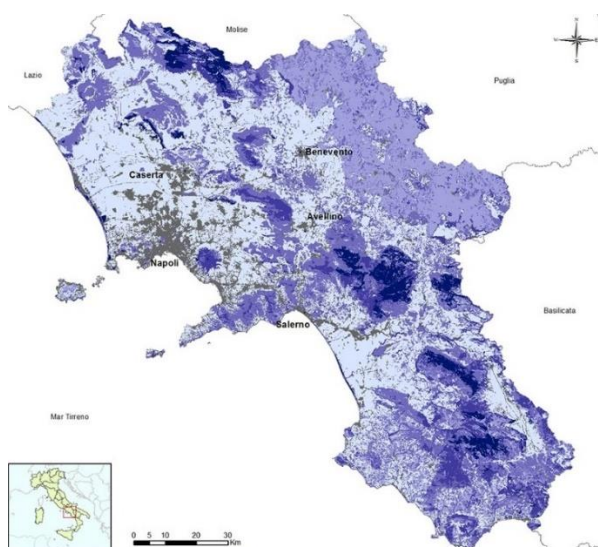 Molise
Lazio
Puglia
Benevento
Caserta
Avellino
Napoli
Salerno
Basilicata
Mar Tirreno
0 5 10 20 30
Km